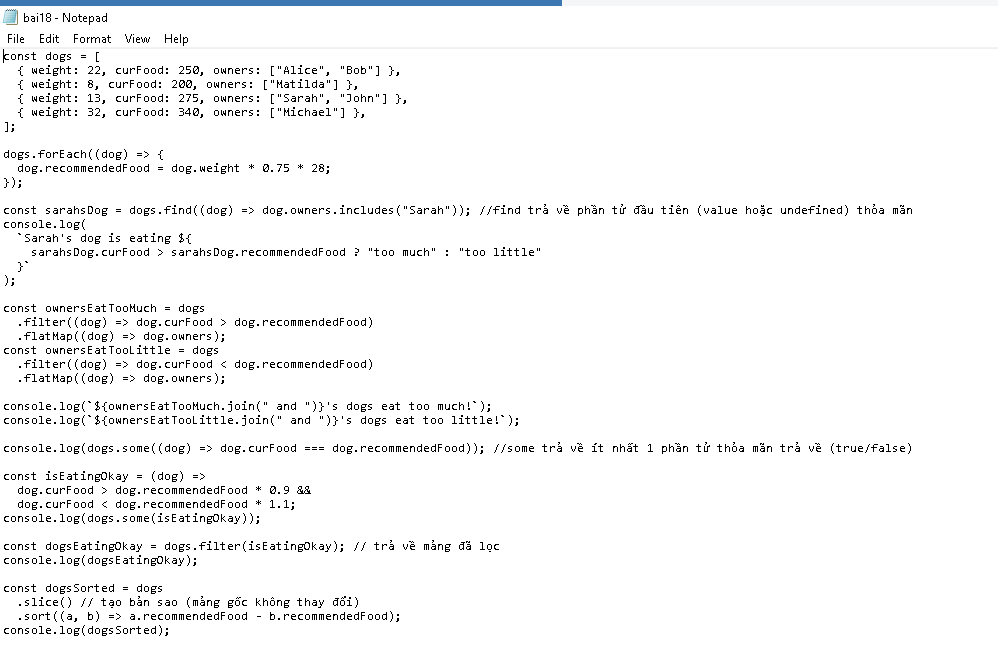 bai18 - Notepad
File Edit Format View Help
const dogs = [
  { weight: 22, curFood: 250, owners: ["Alice", "Bob"] },
  { weight: 8, curFood: 200, owners: ["Matilda"] },
  { weight: 13, curFood: 275, owners: ["Sarah", "John"] },
  { weight: 32, curFood: 340, owners: ["Michael"] },
];

dogs.forEach((dog) => {
  dog.recommendedFood = dog.weight * 0.75 * 28;
});

const sarahsDog = dogs.find((dog) => dog.owners.includes("Sarah")); //find trả về phần tử đầu tiên (value hoặc undefined) thỏa mãn
console.log(
  `Sarah's dog is eating ${
    sarahsDog.curFood > sarahsDog.recommendedFood ? "too much" : "too little"
  }`
);

const ownersEatTooMuch = dogs
  .filter((dog) => dog.curFood > dog.recommendedFood)
  .flatMap((dog) => dog.owners);
const ownersEatTooLittle = dogs
  .filter((dog) => dog.curFood < dog.recommendedFood)
  .flatMap((dog) => dog.owners);

console.log(`${ownersEatTooMuch.join(" and ")}'s dogs eat too much!`);
console.log(`${ownersEatTooLittle.join(" and ")}'s dogs eat too little!`);

console.log(dogs.some((dog) => dog.curFood === dog.recommendedFood)); //some trả về ít nhất 1 phần tử thỏa mãn trả về (true/false)

const isEatingOkay = (dog) =>
  dog.curFood > dog.recommendedFood * 0.9 &&
  dog.curFood < dog.recommendedFood * 1.1;
console.log(dogs.some(isEatingOkay));

const dogsEatingOkay = dogs.filter(isEatingOkay); // trả về mảng đã lọc
console.log(dogsEatingOkay);

const dogsSorted = dogs
  .slice() // tạo bản sao (mảng gốc không thay đổi)
  .sort((a, b) => a.recommendedFood - b.recommendedFood);
console.log(dogsSorted);